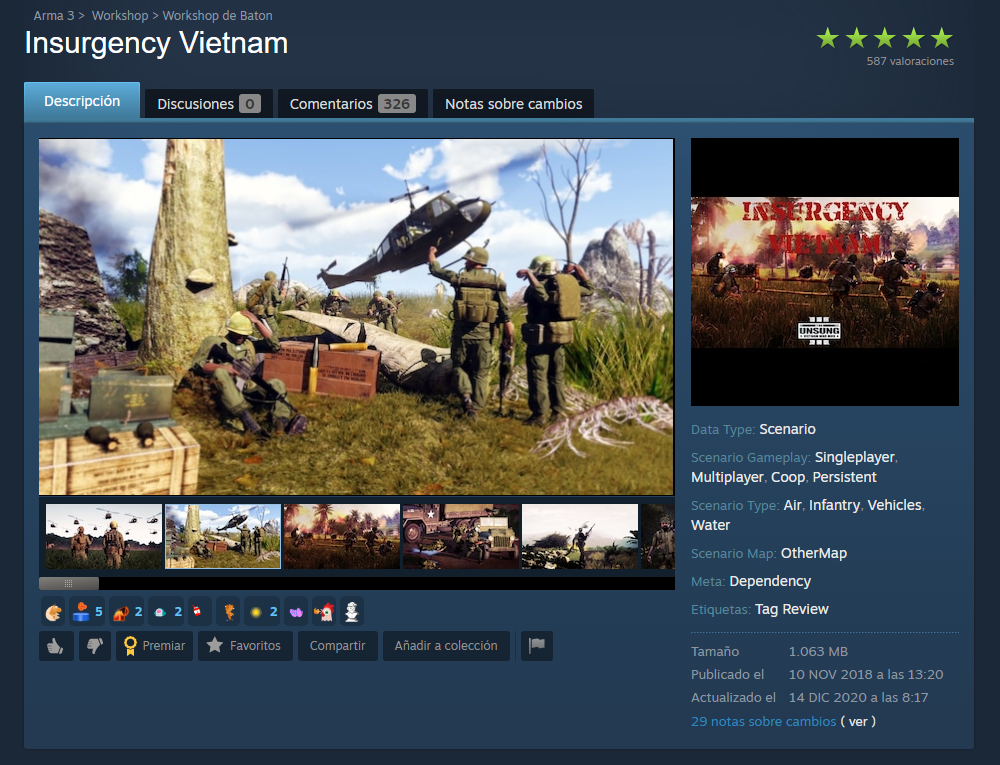 Arma 3 > Workshop > Workshop de Baton
Insurgency Vietnam
587 valoraciones
Descripción
Discusiones 0
Comentarios 326
Notas sobre cambios
INSURGENCY
VIETNAM
UNSUNG
Data Type: Scenario
Scenario Gameplay: Singleplayer,
Multiplayer, Coop, Persistent
Scenario Type: Air, Infantry, Vehicles,
Water
Scenario Map: OtherMap
Meta: Dependency
Etiquetas: Tag Review
5
2
2
2
Premiar
Favoritos
Compartir
Añadir a colección
Tamaño 1.063 MB
Publicado el 10 NOV 2018 a las 13:20
Actualizado el 14 DIC 2020 a las 8:17
29 notas sobre cambios ( ver )